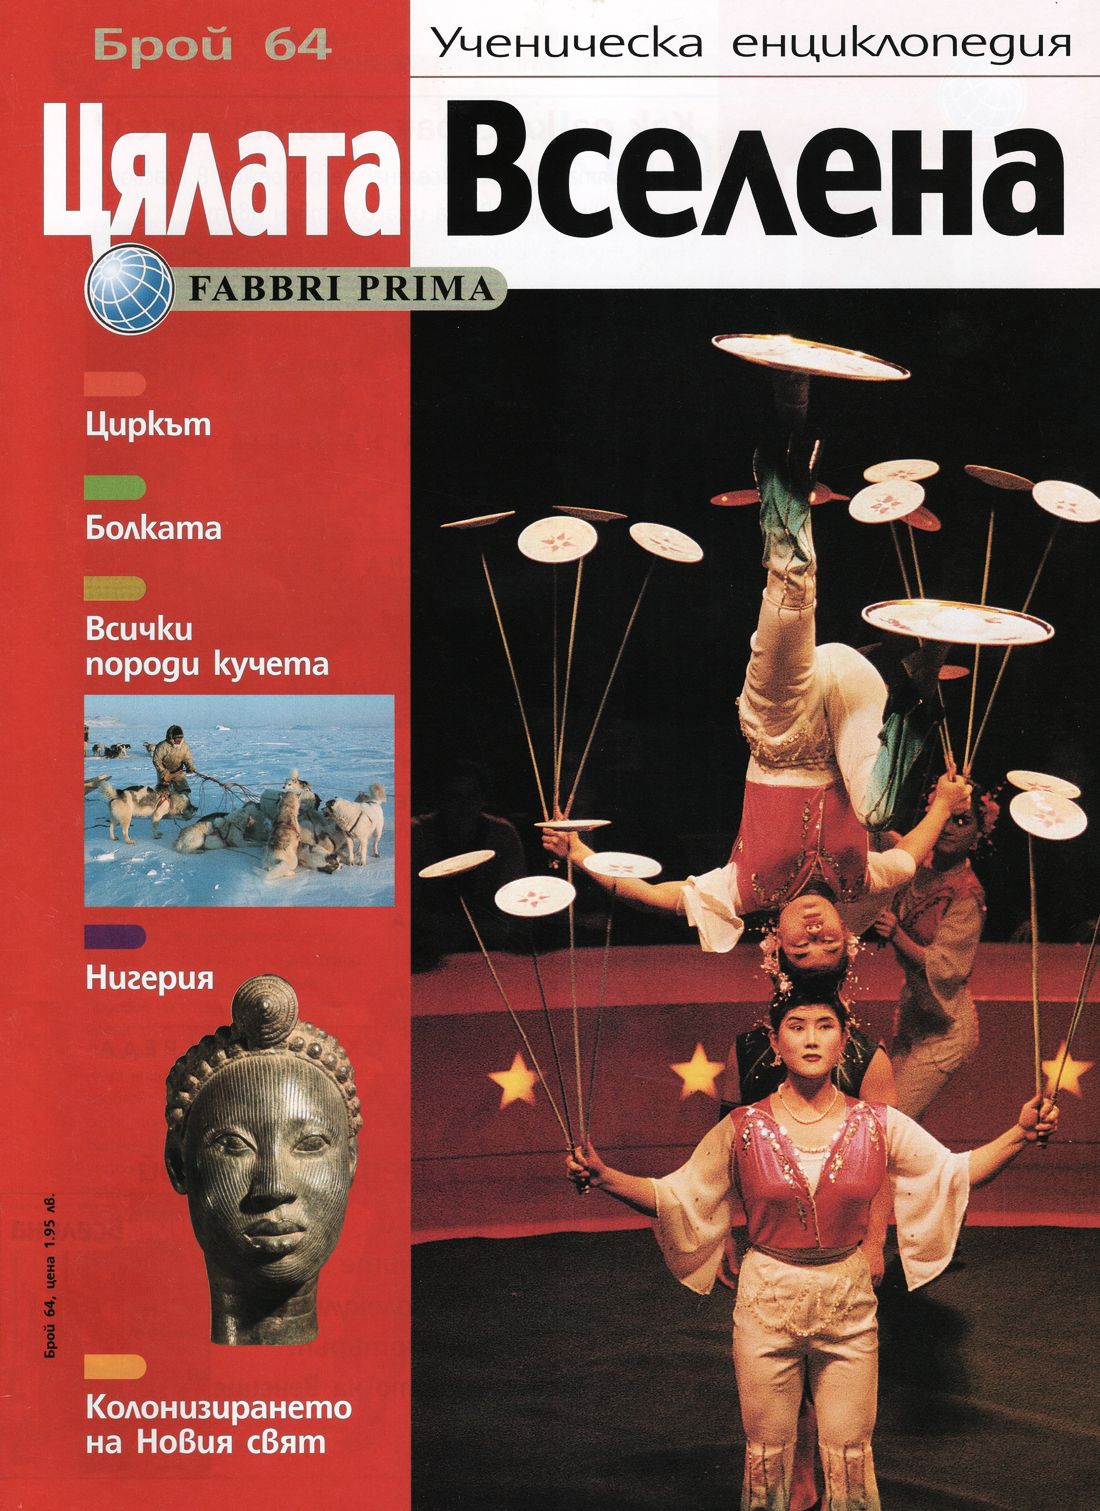 Брой 64
Ученическа енциклопедия
Цялата Вселена
FABBRI PRIMA
Циркът
Болката
Всички
породи кучета
Нигерия
Брой 64, цена 1.95 лв.
Колонизирането
на Новия свят